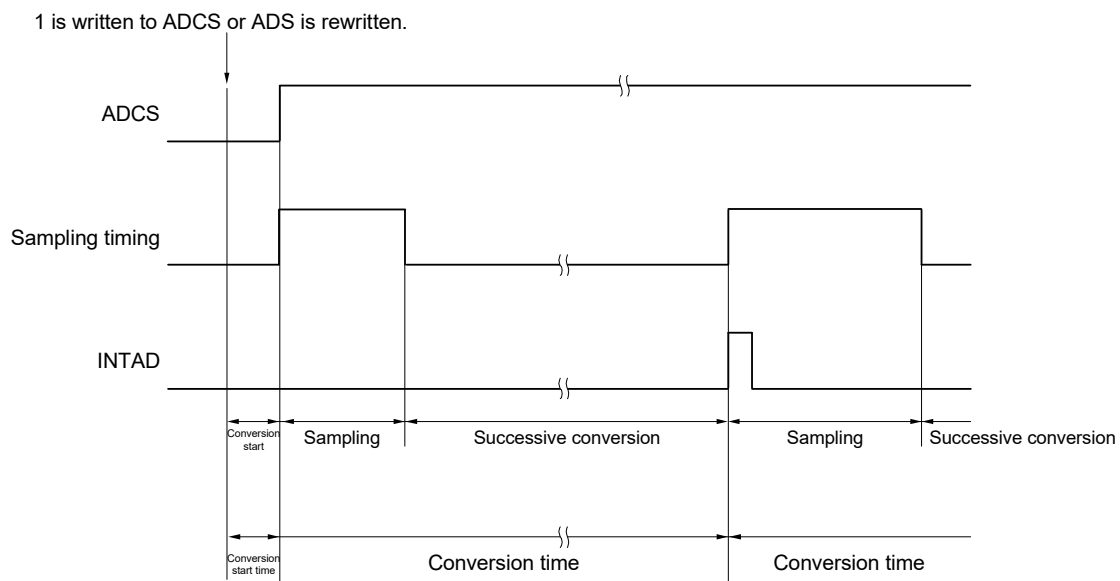 1 is written to ADCS or ADS is rewritten.
ADCS
Sampling timing
INTAD
Conversion
start
Sampling
Successive conversion
Sampling
Successive conversion
Conversion
start time
Conversion time
Conversion time